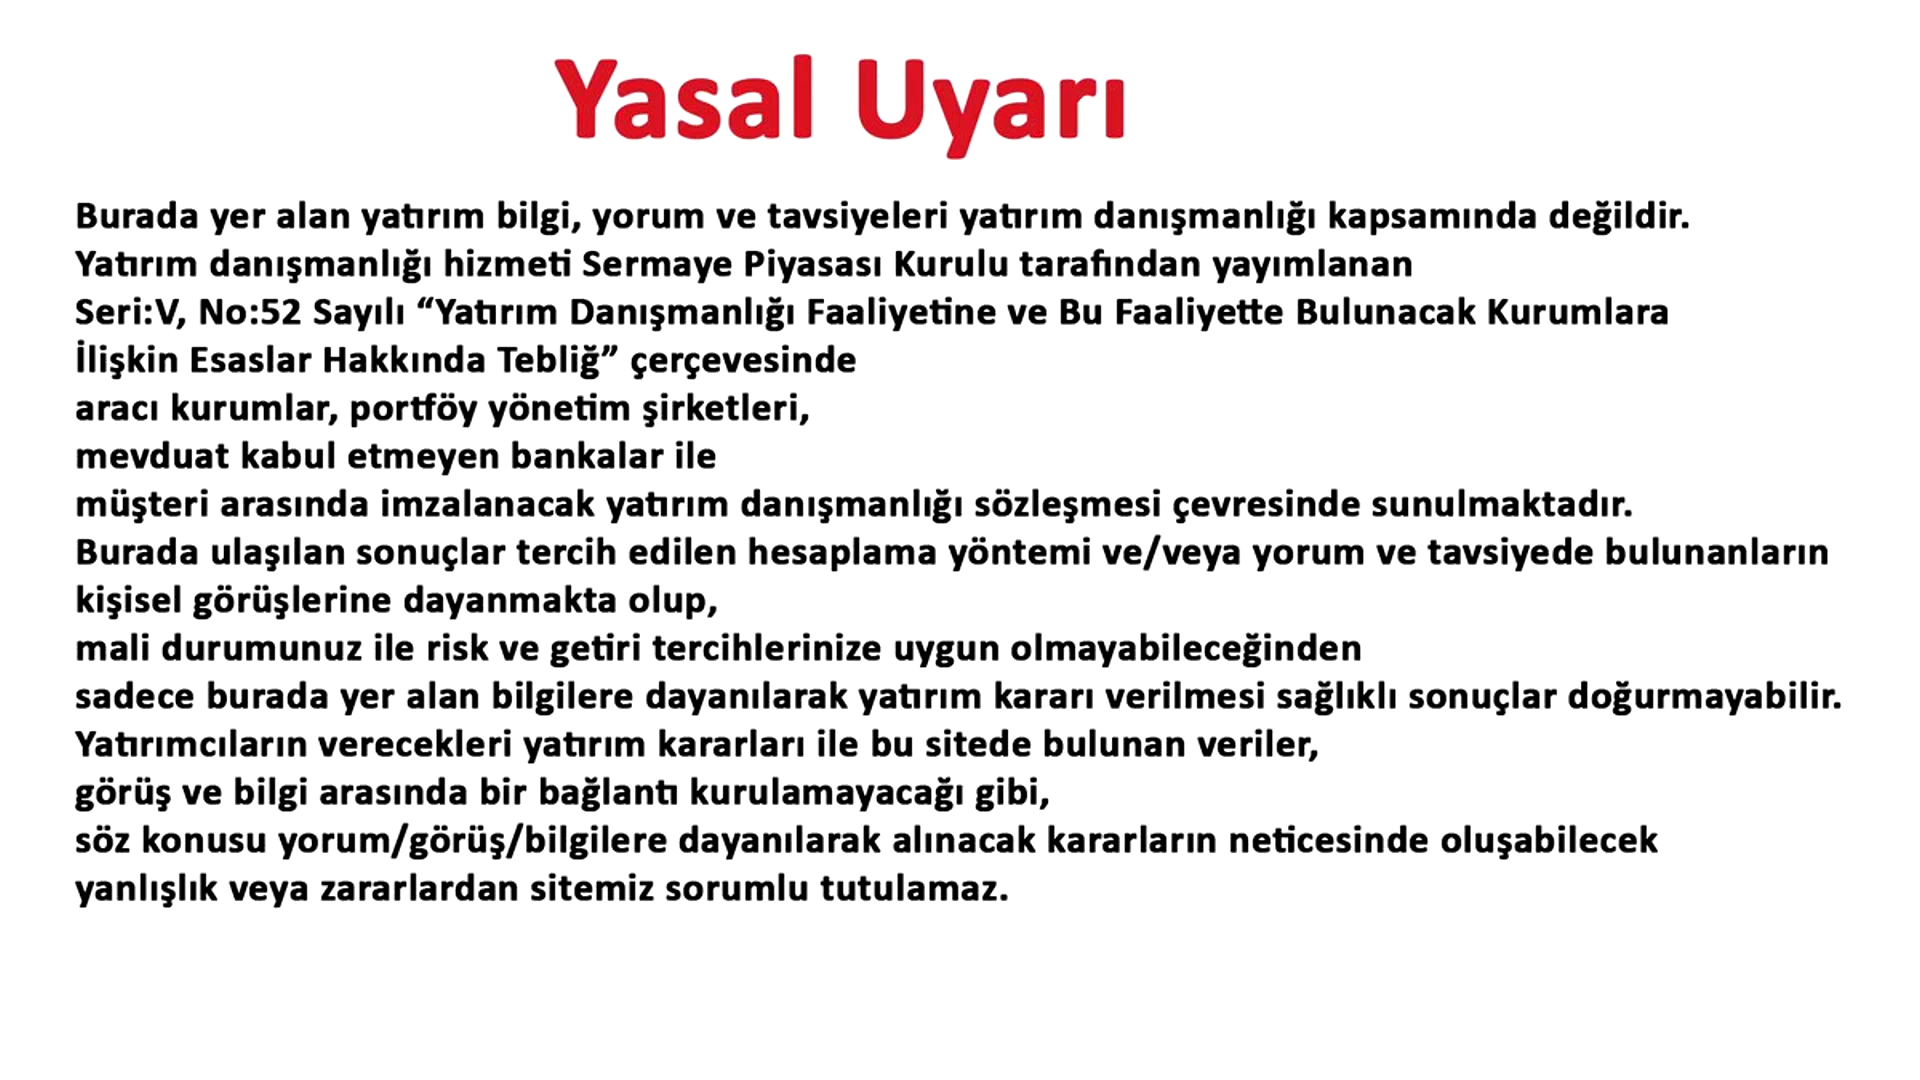 Yasal Uyarı
Burada yer alan yatırım bilgi, yorum ve tavsiyeleri yatırım danışmanlığı kapsamında değildir.
Yatırım danışmanlığı hizmeti Sermaye Piyasası Kurulu tarafından yayımlanan
Seri:V, No:52 Sayılı “Yatırım Danışmanlığı Faaliyetine ve Bu Faaliyette Bulunacak Kurumlara
İlişkin Esaslar Hakkında Tebliğ” çerçevesinde
aracı kurumlar, portföy yönetim şirketleri,
mevduat kabul etmeyen bankalar ile
müşteri arasında imzalanacak yatırım danışmanlığı sözleşmesi çevresinde sunulmaktadır.
Burada ulaşılan sonuçlar tercih edilen hesaplama yöntemi ve/veya yorum ve tavsiyede bulunanların
kişisel görüşlerine dayanmakta olup,
mali durumunuz ile risk ve getiri tercihlerinize uygun olmayabileceğinden
sadece burada yer alan bilgilere dayanılarak yatırım kararı verilmesi sağlıklı sonuçlar doğurmayabilir.
Yatırımcıların verecekleri yatırım kararları ile bu sitede bulunan veriler,
görüş ve bilgi arasında bir bağlantı kurulamayacağı gibi,
söz konusu yorum/görüş/bilgilere dayanılarak alınacak kararların neticesinde oluşabilecek
yanlışlık veya zararlardan sitemiz sorumlu tutulamaz.